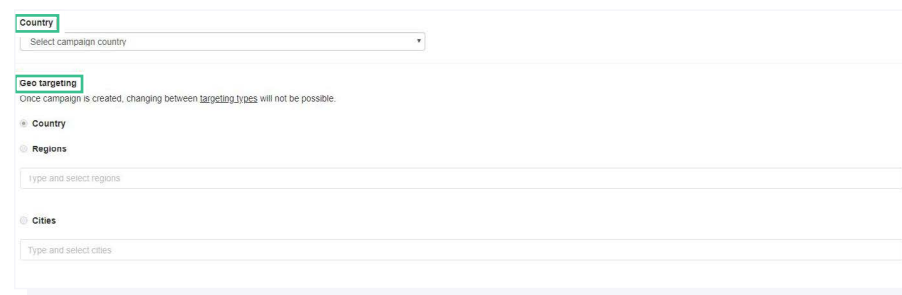 Country
Select campaign country
Geo targeting
Once campaign is created, changing between targeting types will not be possible.
Country
Regions
Type and select regions
Cities
Type and select cities